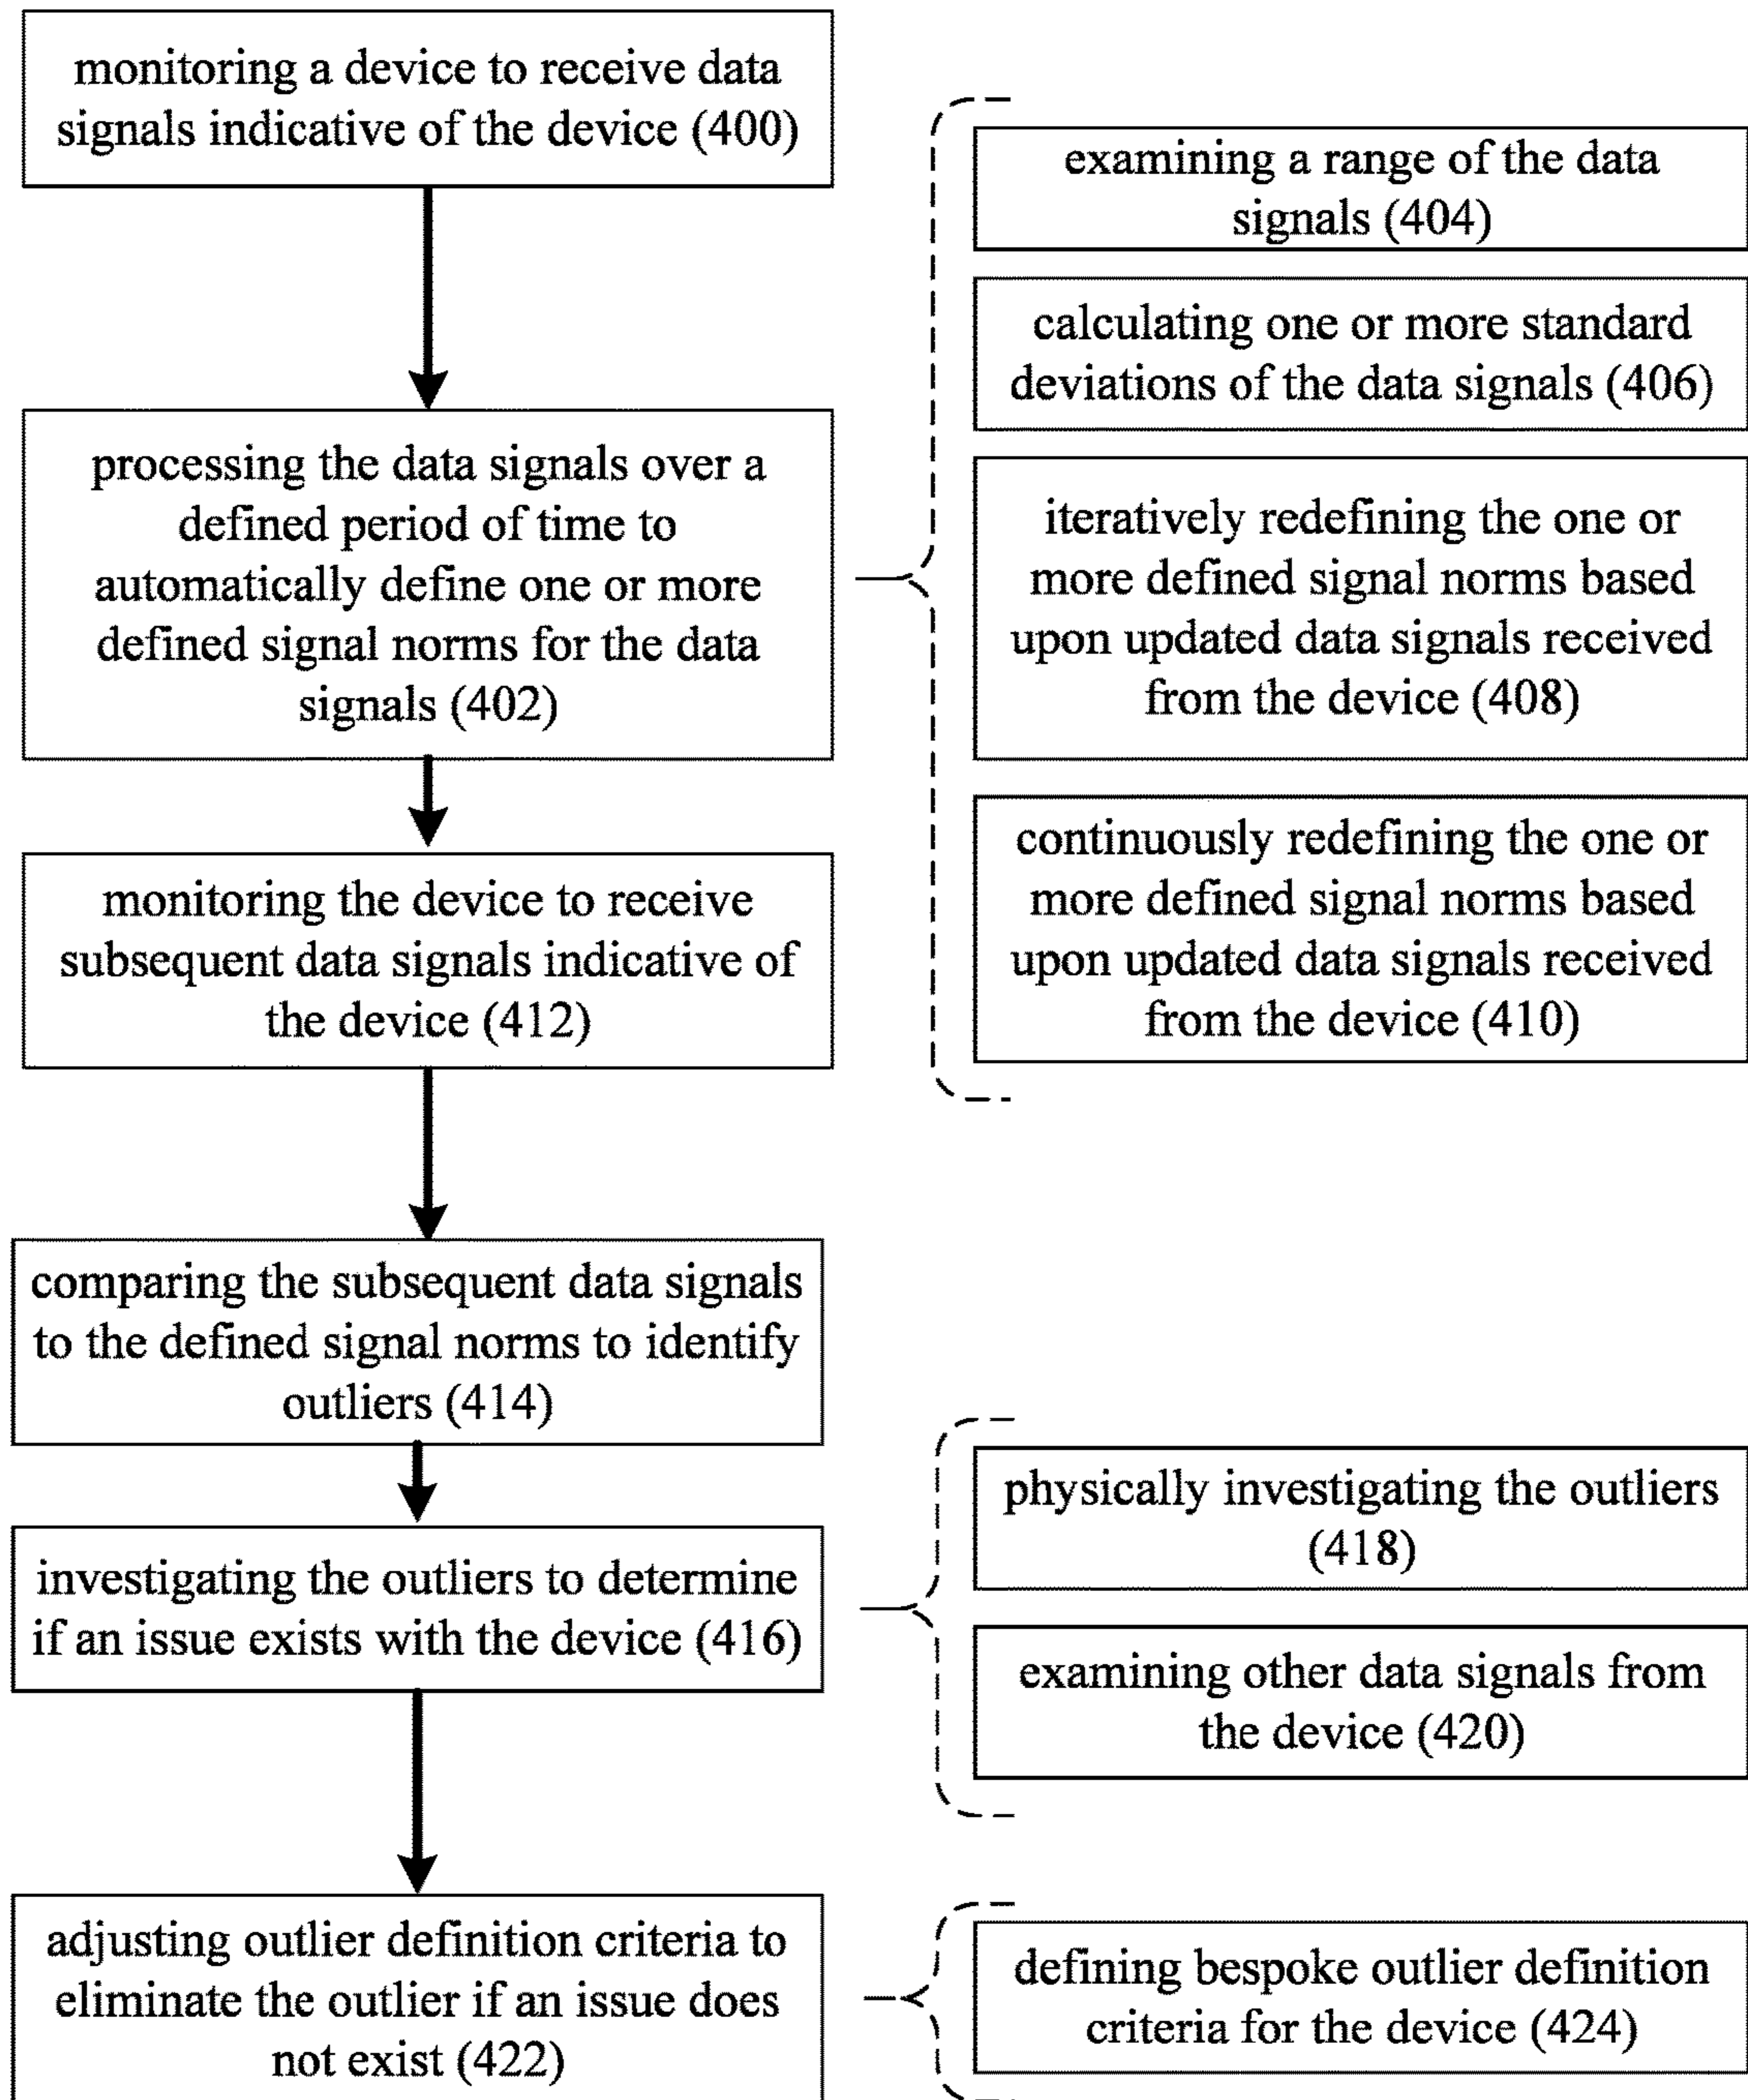 monitoring a device to receive data
signals indicative of the device (400)
examining a range of the data
signals (404)
calculating one or more standard
deviations of the data signals (406)
processing the data signals over a
defined period of time to
automatically define one or more
defined signal norms for the data
signals (402)
iteratively redefining the one or
more defined signal norms based
upon updated data signals received
from the device (408)
continuously redefining the one or
more defined signal norms based
upon updated data signals received
from the device (410)
monitoring the device to receive
subsequent data signals indicative of
the device (412)
comparing the subsequent data signals
to the defined signal norms to identify
outliers (414)
investigating the outliers to determine
if an issue exists with the device (416)
physically investigating the outliers
(418)
examining other data signals from
the device (420)
adjusting outlier definition criteria to
eliminate the outlier if an issue does
not exist (422)
defining bespoke outlier definition
criteria for the device (424)